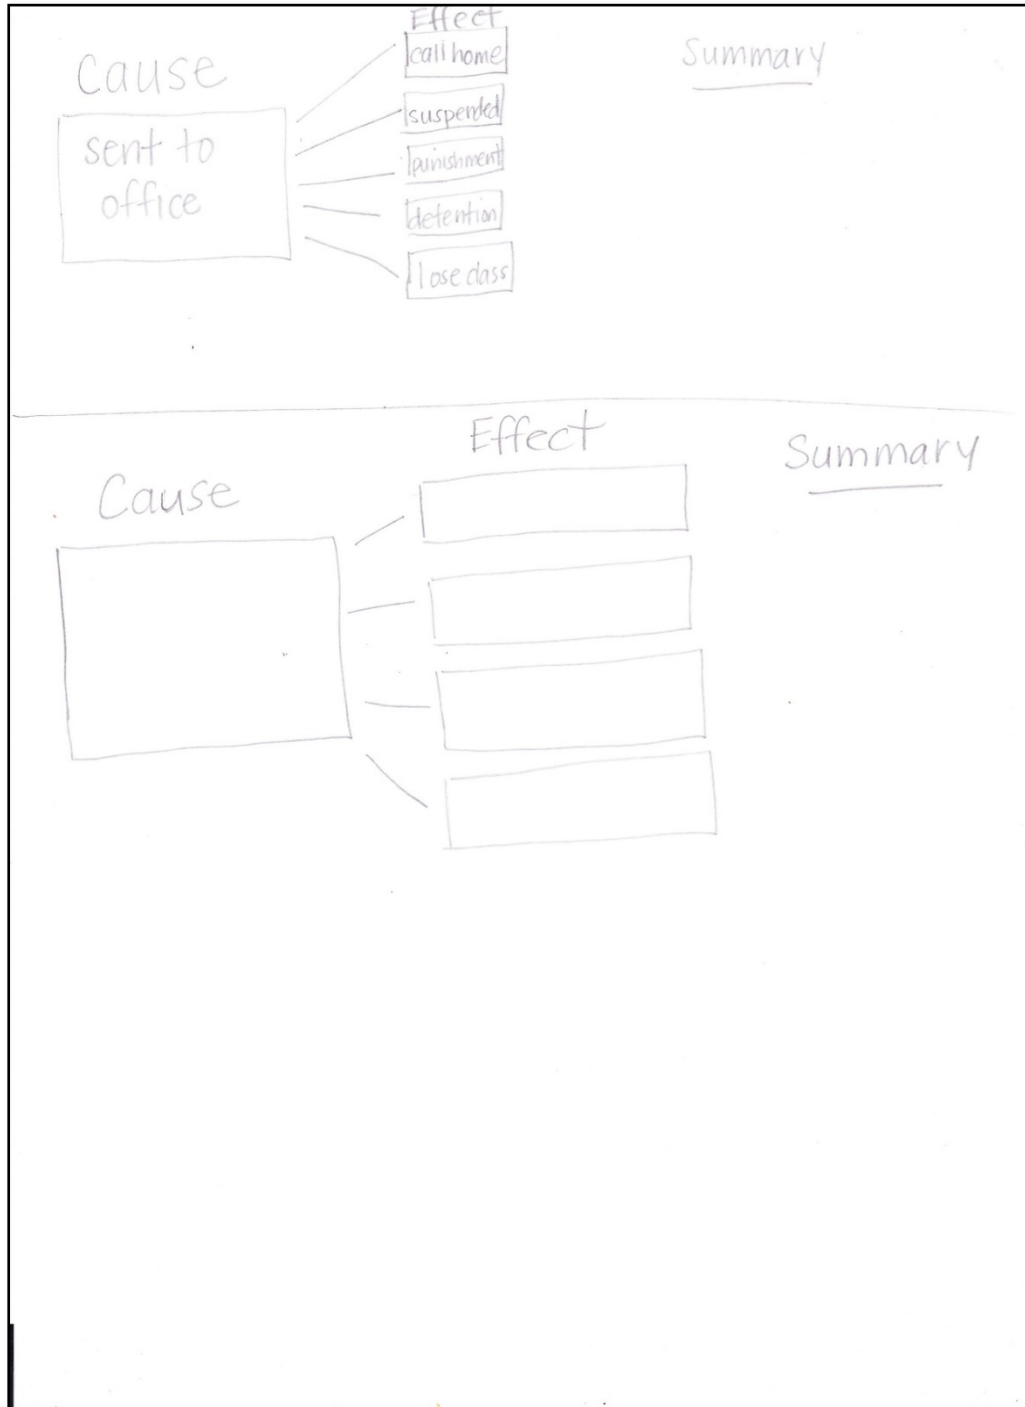 Effect
Cause
Summary
call home
suspended
sent to
office
punishment
detention
lose class
Effect
Summary
Cause